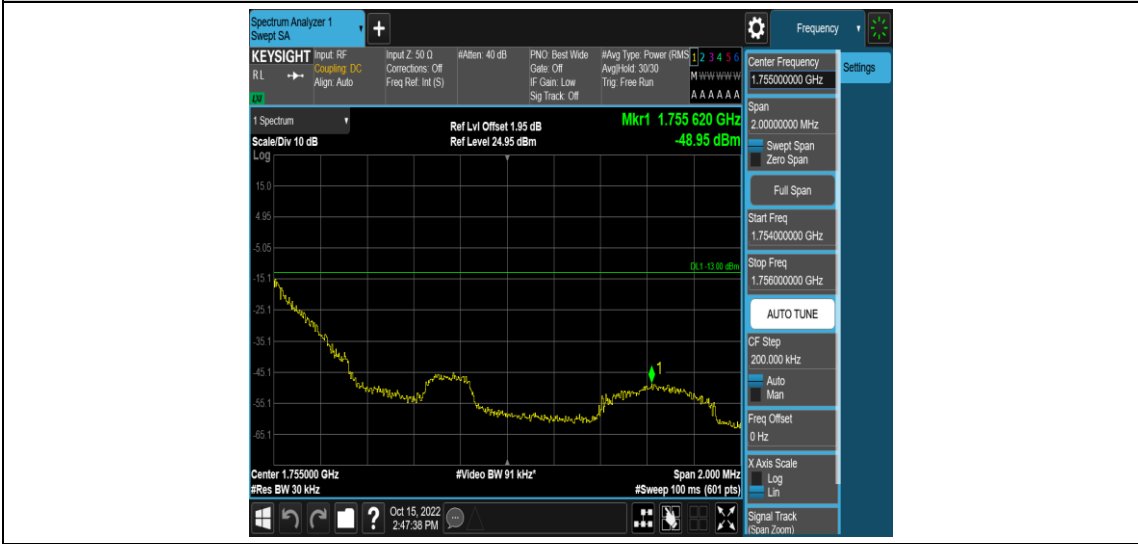 Spectrum Analyzer 1
Swept SA
Frequency
KEYSIGHT
RL
Input: RF
Coupling: DC
Align: Auto
Input Z: 50 Ω
Corrections: Off
Freq Ref: Int (S)
#Atten: 40 dB
PNO: Best Wide
Gate: Off
IF Gain: Low
Sig Track: Off
#Avg Type: Power (RMS
Avg|Hold: 30/30
Trig: Free Run
1 2 3 4 5 6
M W W W W W
A A A A A A
1 Spectrum
Scale/Div 10 dB
Log
Ref Lvl Offset 1.95 dB
Ref Level 24.95 dBm
Mkr1 1.755 620 GHz
-48.95 dBm
15.0
4.95
-5.05
DL1 -13.00 dBm
-15.1
-25.1
-35.1
-45.1
1
-55.1
-65.1
Center 1.755000 GHz
#Video BW 91 kHz*
Span 2.000 MHz
#Res BW 30 kHz
#Sweep 100 ms (601 pts)
Oct 15, 2022
2:47:38 PM
Center Frequency
1.755000000 GHz
Settings
Span
2.00000000 MHz
Swept Span
Zero Span
Full Span
Start Freq
1.754000000 GHz
Stop Freq
1.756000000 GHz
AUTO TUNE
CF Step
200.000 kHz
Auto
Man
Freq Offset
0 Hz
X Axis Scale
Log
Lin
Signal Track
(Span Zoom)